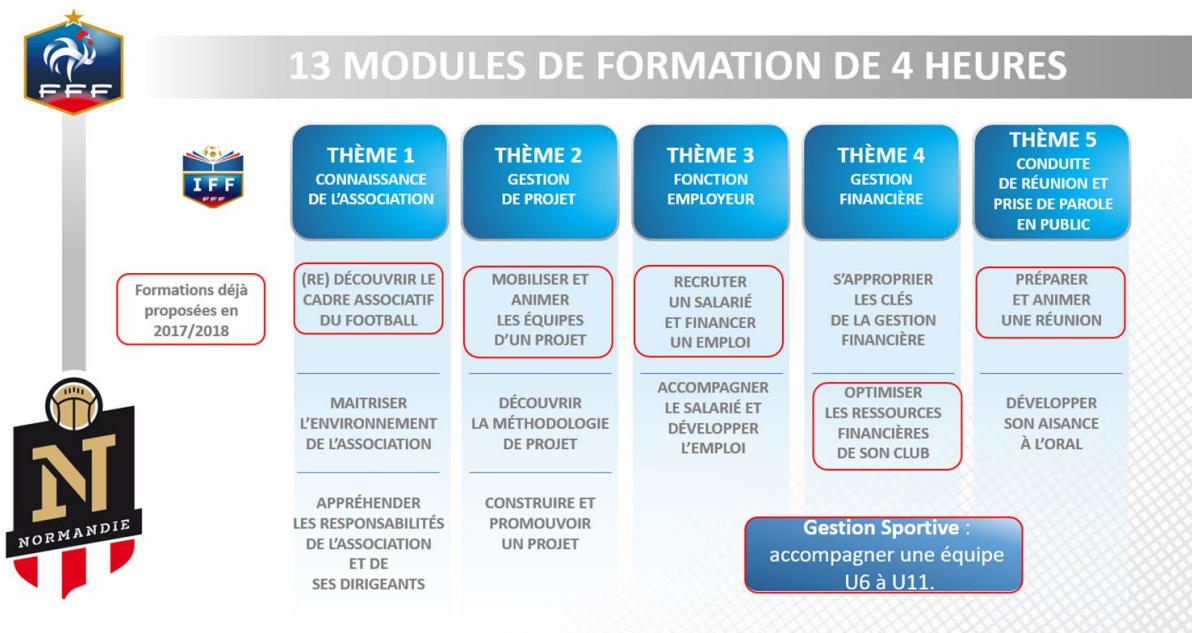 FFF
13 MODULES DE FORMATION DE 4 HEURES
IFF
FFF
THÈME 1
CONNAISSANCE
DE L'ASSOCIATION
THÈME 2
GESTION
DE PROJET
THÈME 3
FONCTION
EMPLOYEUR
THÈME 4
GESTION
FINANCIÈRE
THÈME 5
CONDUITE
DE RÉUNION ET
PRISE DE PAROLE
EN PUBLIC
Formations déjà
proposées en
2017/2018
(RE) DÉCOUVRIR LE
CADRE ASSOCIATIF
DU FOOTBALL
MOBILISER ET
ANIMER
LES ÉQUIPES
D'UN PROJET
RECRUTER
UN SALARIÉ
ET FINANCER
UN EMPLOI
S'APPROPRIER
LES CLÉS
DE LA GESTION
FINANCIÈRE
PRÉPARER
ET ANIMER
UNE RÉUNION
MAITRISER
L'ENVIRONNEMENT
DE L'ASSOCIATION
DÉCOUVRIR
LA MÉTHODOLOGIE
DE PROJET
ACCOMPAGNER
LE SALARIÉ ET
DÉVELOPPER
L'EMPLOI
OPTIMISER
LES RESSOURCES
FINANCIÈRES
DE SON CLUB
DÉVELOPPER
SON AISANCE
À L'ORAL
APPRÉHENDER
LES RESPONSABILITÉS
DE L'ASSOCIATION
ET DE
SES DIRIGEANTS
CONSTRUIRE ET
PROMOUVOIR
UN PROJET
Gestion Sportive :
accompagner une équipe
U6 à U11.
N
NORMANDIE